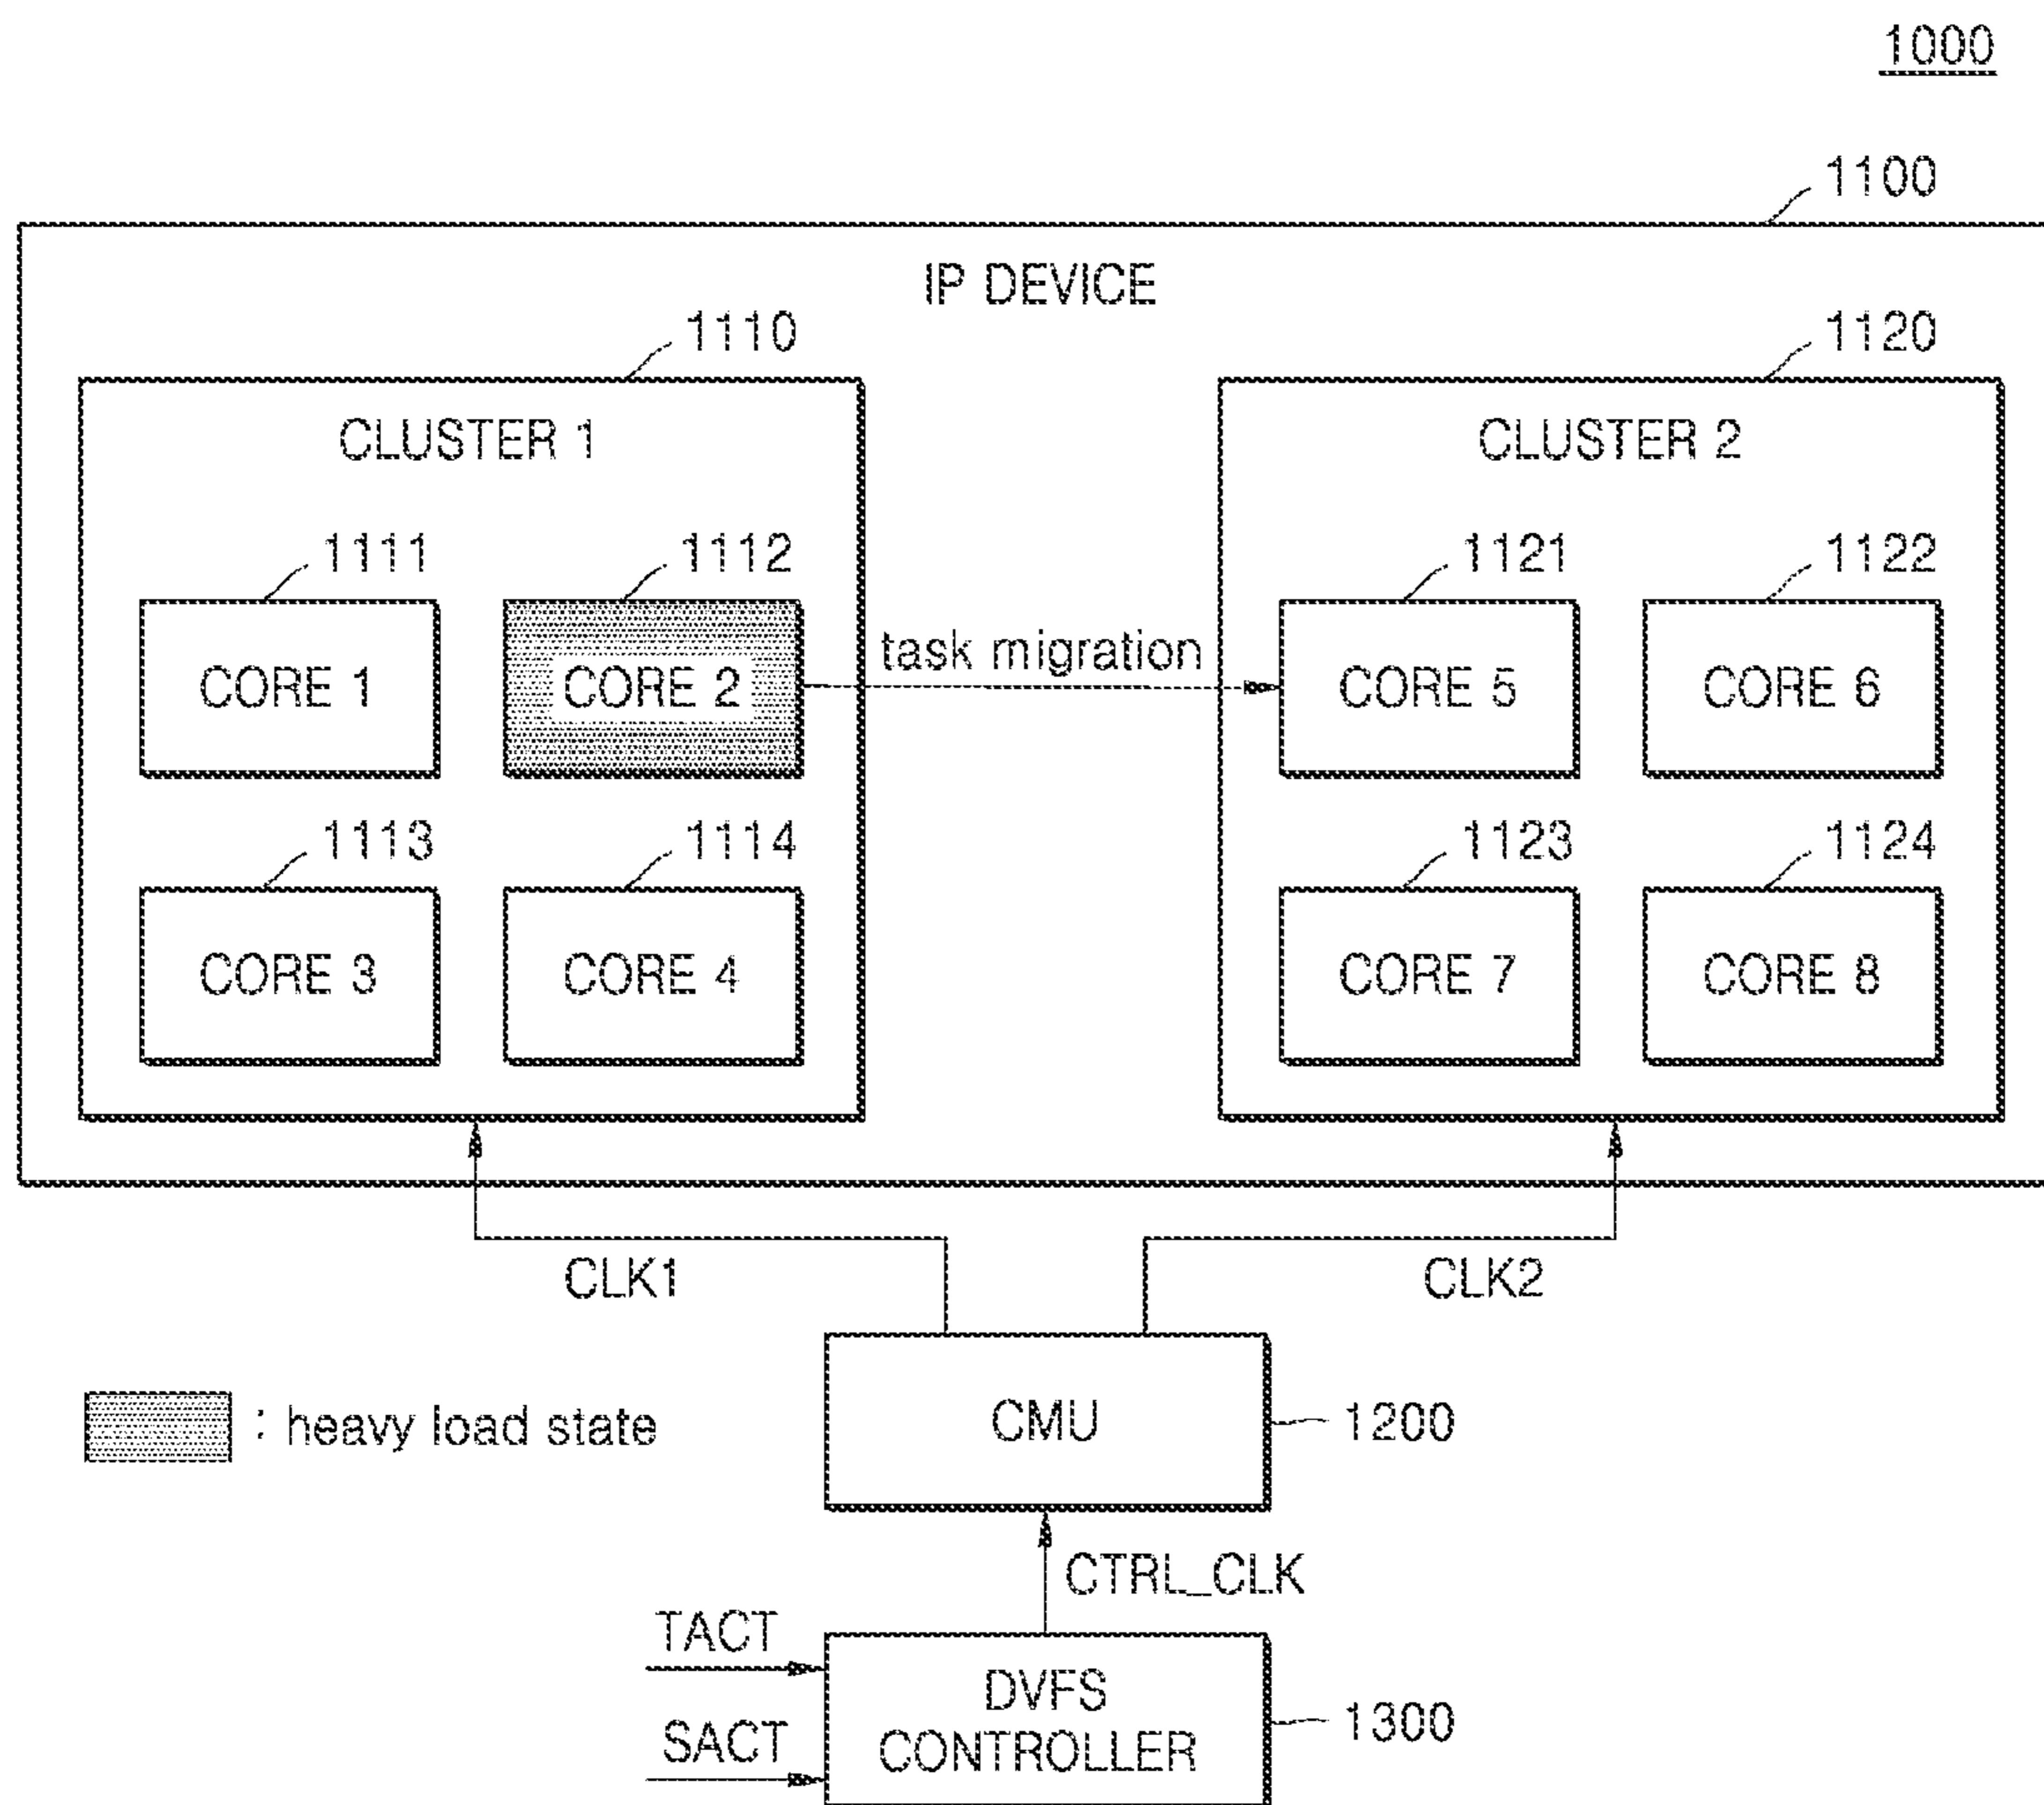 1000
1100
IP DEVICE
1110
1120
CLUSTER 1
CLUSTER 2
1111
1112
1121
1122
CORE 1
CORE 2
task migration
CORE 5
CORE 6
1113
1114
1123
1124
CORE 3
CORE 4
CORE 7
CORE 8
CLK1
CLK2
: heavy load state
CMU
1200
CTRL_CLK
TACT
SACT
DVFS
CONTROLLER
1300